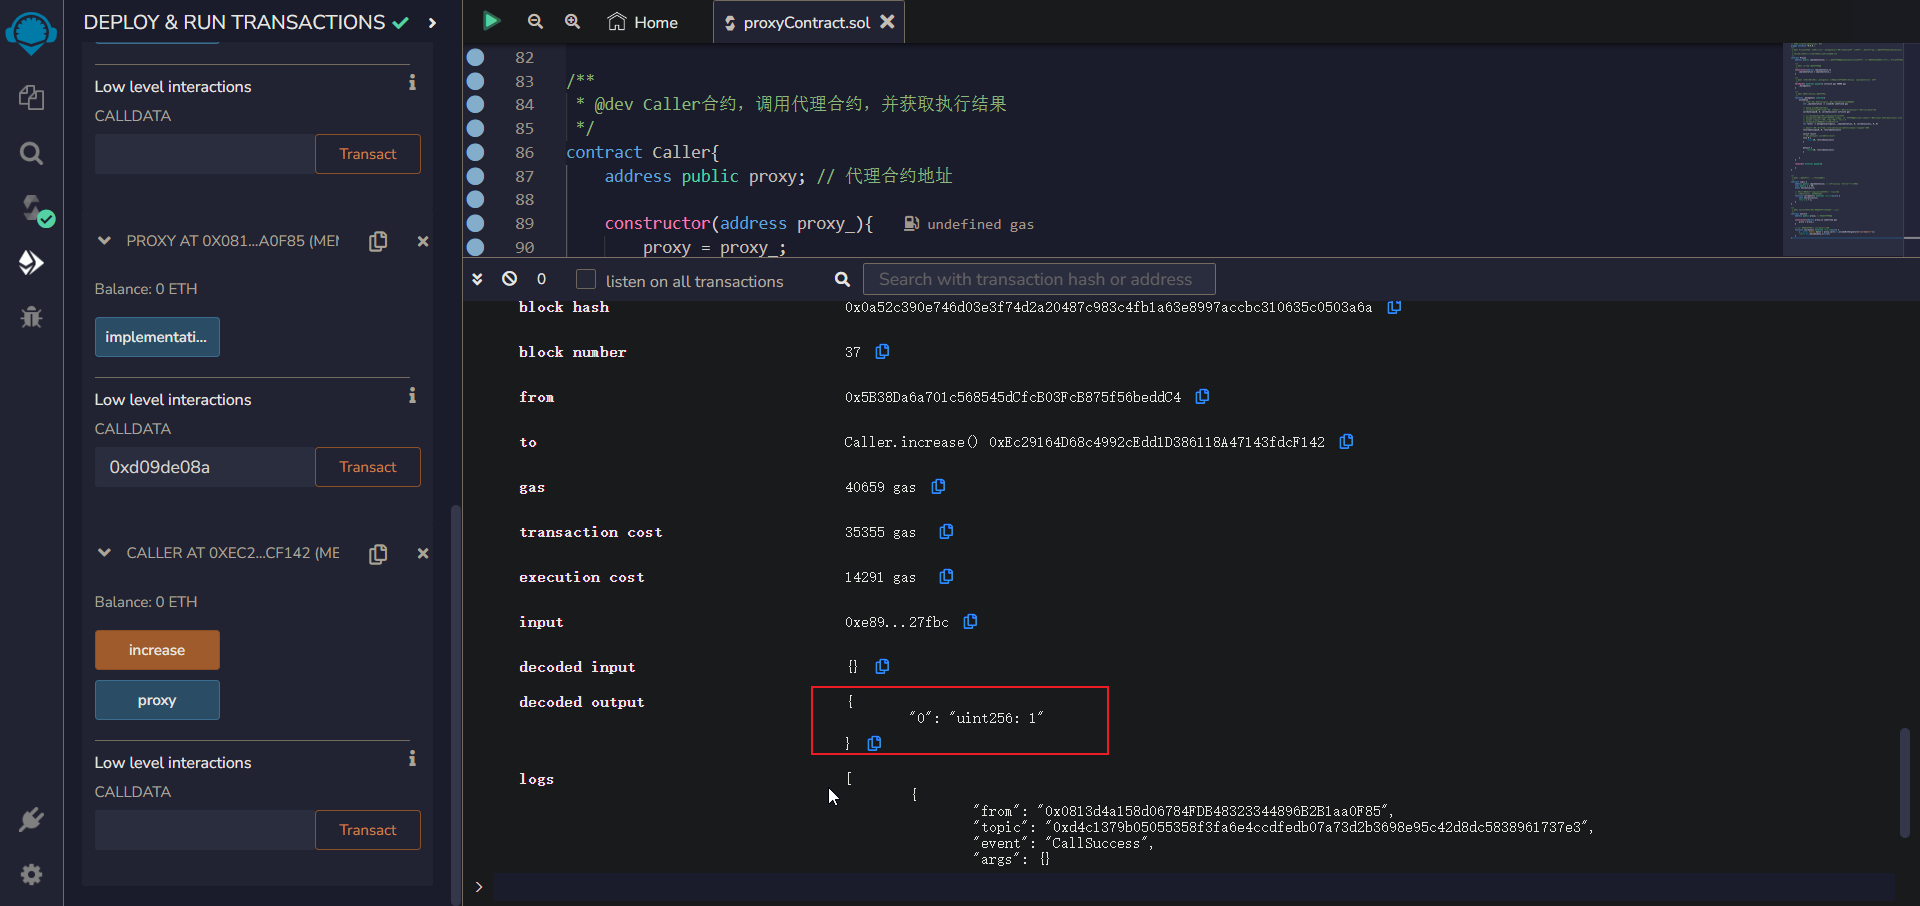 DEPLOY & RUN TRANSACTIONS
Low level interactions
CALLDATA
Transact
PROXY AT 0X081...A0F85 (MEM
Balance: 0 ETH
implementati...
Low level interactions
CALLDATA
0xd09de08a
Transact
CALLER AT 0XEC2...CF142 (ME
Balance: 0 ETH
increase
proxy
Low level interactions
CALLDATA
Transact
Home
proxyContract.sol
82
83 /**
84 * @dev Caller合约，调用代理合约，并获取执行结果
85 */
86 contract Caller{
87 address public proxy; // 代理合约地址
88
89 constructor(address proxy_){ undefined gas
90 proxy = proxy_;
0
listen on all transactions
Search with transaction hash or address
block hash 0x0a52c390e746d03e3f74d2a20487c983c4fb1a63e8997accbc310635c0503a6a
block number 37
from 0x5B38Da6a701c568545dCfcB03FcB875f56beddC4
to Caller.increase() 0xEc29164D68c4992cEdd1D386118A47143fdcF142
gas 40659 gas
transaction cost 35355 gas
execution cost 14291 gas
input 0xe89...27fbc
decoded input {}
decoded output {
"0": "uint256: 1"
}
logs [
{
"from": "0x0813d4a158d06784FDB48323344896B2B1aa0F85",
"topic": "0xd4c1379b05055358f3fa6e4ccdfedb07a73d2b3698e95c42d8dc5838961737e3",
"event": "CallSuccess",
"args": {}
>